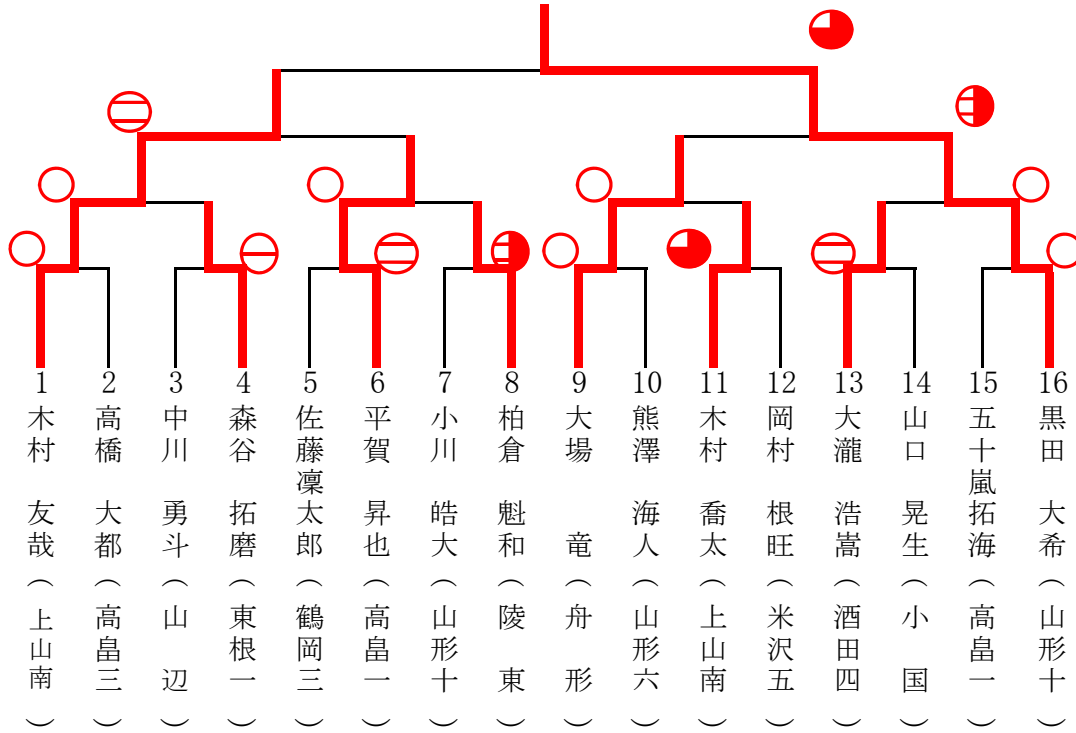 1 木村 友哉（上山南）
2 高橋 大都（高畠三）
3 中川 勇斗（山 辺）
4 森谷 拓磨（東根一）
5 佐藤凜太郎（鶴岡三）
6 平賀 昇也（高畠一）
7 小川 皓大（山形十）
8 柏倉 魁和（陵 東）
9 大場 竜（舟 形）
10 熊澤 海人（山形六）
11 木村 喬太（上山南）
12 岡村 根旺（米沢五）
13 大瀧 浩嵩（酒田四）
14 山口 晃生（小 国）
15 五十嵐拓海（高畠一）
16 黒田 大希（山形十）